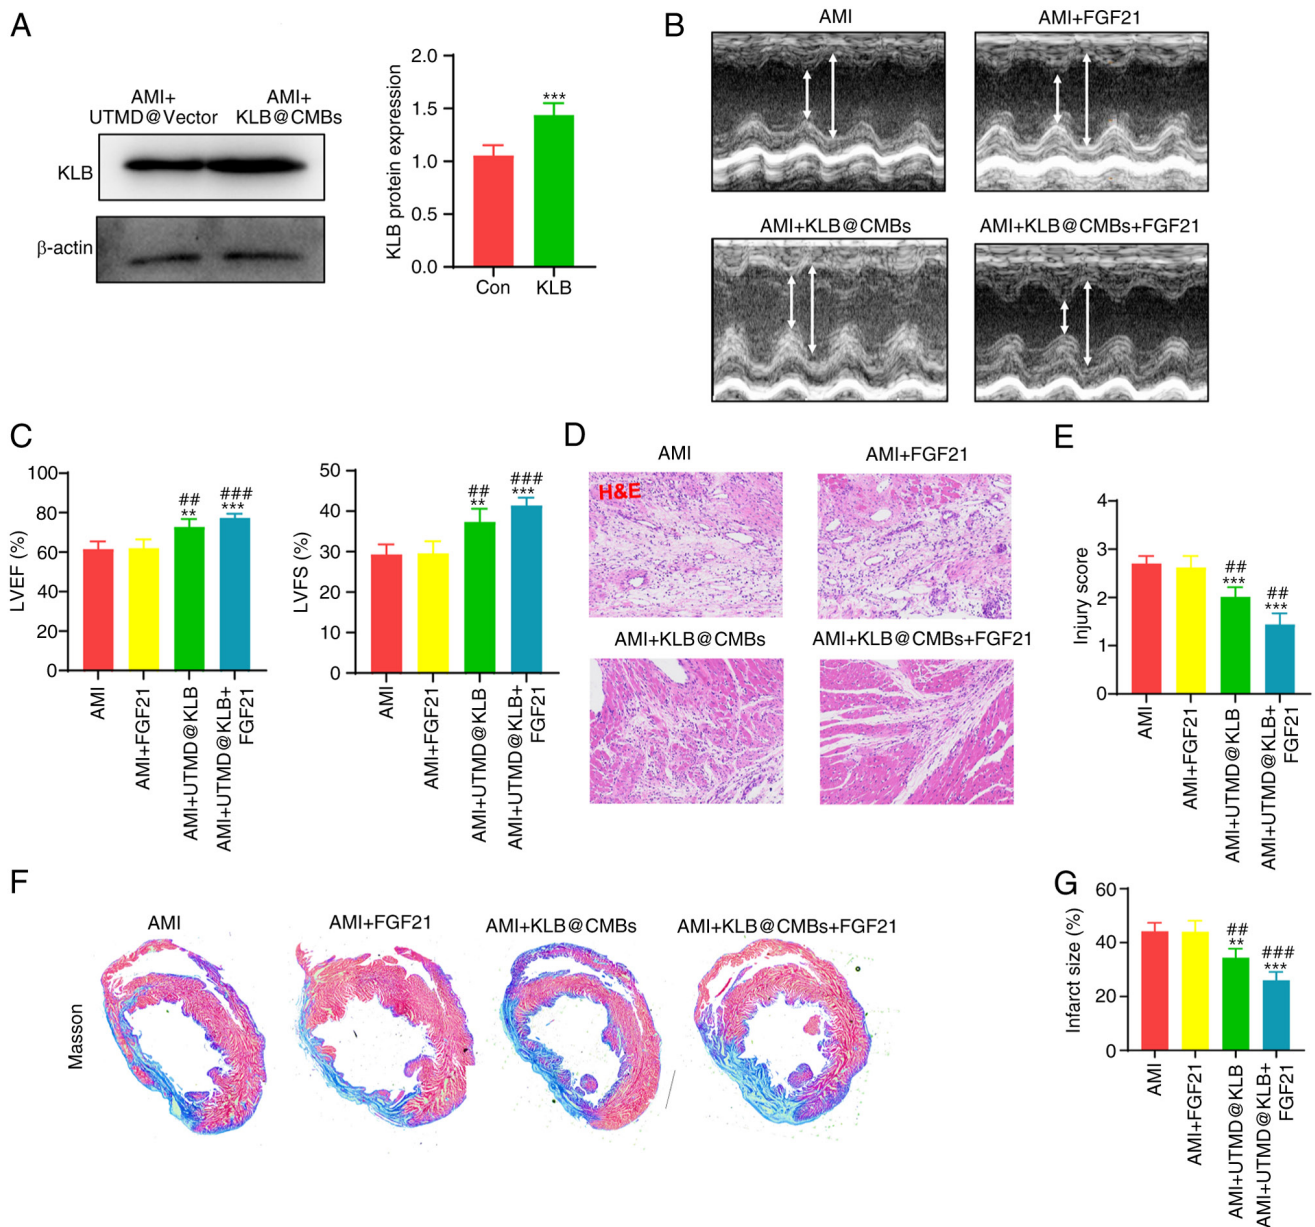 A
AMI+
UTMD@Vector
AMI+
KLB@CMBs
KLB
β-actin
KLB protein expression
2.0
1.5
1.0
0.5
0.0
***
Con
KLB
B
AMI
AMI+FGF21
AMI+KLB@CMBs
AMI+KLB@CMBs+FGF21
C
LVEF (%)
100
80
60
40
20
0
##
**
###
***
AMI
AMI+FGF21
AMI+UTMD@KLB
AMI+UTMD@KLB+
FGF21
LVFS (%)
50
40
30
20
10
0
##
**
###
***
AMI
AMI+FGF21
AMI+UTMD@KLB
AMI+UTMD@KLB+
FGF21
D
AMI
AMI+FGF21
H&E
AMI+KLB@CMBs
AMI+KLB@CMBs+FGF21
E
Injury score
4
3
2
1
0
##
***
##
***
AMI
AMI+FGF21
AMI+UTMD@KLB
AMI+UTMD@KLB+
FGF21
F
AMI
AMI+FGF21
AMI+KLB@CMBs
AMI+KLB@CMBs+FGF21
Masson
G
Infarct size (%)
60
40
20
0
##
**
###
***
AMI
AMI+FGF21
AMI+UTMD@KLB
AMI+UTMD@KLB+
FGF21